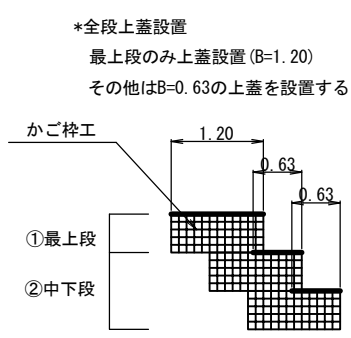 *全段上蓋設置
最上段のみ上蓋設置(B=1.20)
その他はB=0.63の上蓋を設置する
かご枠工
1.20
0.63
0.63
①最上段
②中下段